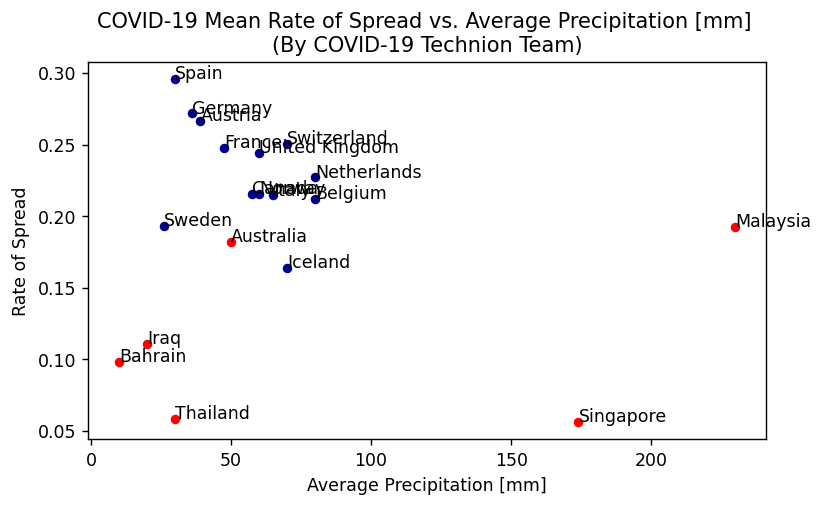 COVID-19 Mean Rate of Spread vs. Average Precipitation [mm]
(By COVID-19 Technion Team)
0.30
0.25
0.20
0.15
0.10
0.05
Rate of Spread
Spain
Germany
Austria
France
Switzerland
United Kingdom
Netherlands
Canada
Norway
Italy
Belgium
Sweden
Malaysia
Australia
Iceland
Iraq
Bahrain
Thailand
Singapore
0
50
100
150
200
Average Precipitation [mm]